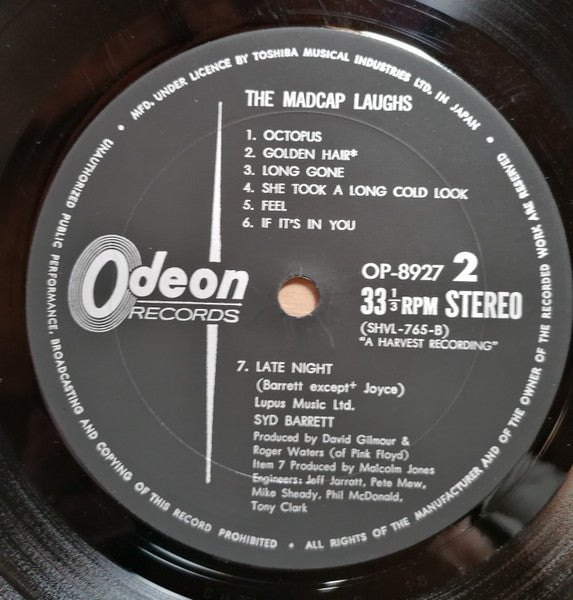 MFD. UNDER LICENCE BY TOSHIBA MUSICAL INDUSTRIES LTD. IN JAPAN •
THE MADCAP LAUGHS
1. OCTOPUS
2. GOLDEN HAIR*
3. LONG GONE
4. SHE TOOK A LONG COLD LOOK
5. FEEL
6. IF IT'S IN YOU
Odeon
RECORDS
OP-8927 2
33 1/3 RPM STEREO
(SHVL-765-B)
"A HARVEST RECORDING"
7. LATE NIGHT
(Barrett except+ Joyce)
Lupus Music Ltd.
SYD BARRETT
Produced by David Gilmour &
Roger Waters (of Pink Floyd)
Item 7 Produced by Malcolm Jones
Engineers: Jeff Jarratt, Pete Mew,
Mike Sheady, Phil McDonald,
Tony Clark
UNAUTHORIZED PUBLIC PERFORMANCE, BROADCASTING AND COPYING OF THIS RECORD PROHIBITED • ALL RIGHTS OF THE MANUFACTURER AND OF THE OWNER OF THE RECORDED WORK ARE RESERVED •